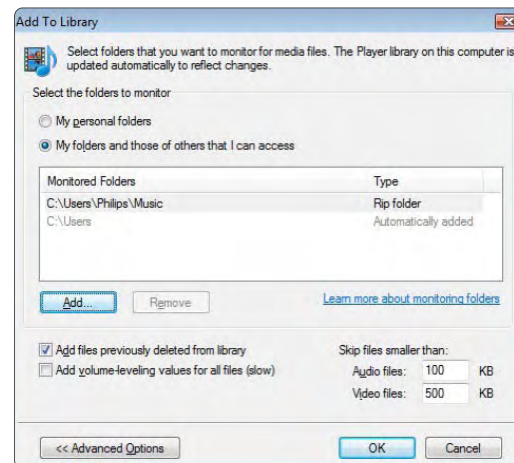 Add To Library
Select folders that you want to monitor for media files. The Player library on this computer is
updated automatically to reflect changes.
Select the folders to monitor
My personal folders
My folders and those of others that I can access
Monitored Folders Type
C:\Users\Philips\Music Rip folder
C:\Users Automatically added
Add... Remove Learn more about monitoring folders
Add files previously deleted from library Skip files smaller than:
Add volume-leveling values for all files (slow) Audio files: 100 KB
Video files: 500 KB
<< Advanced Options OK Cancel